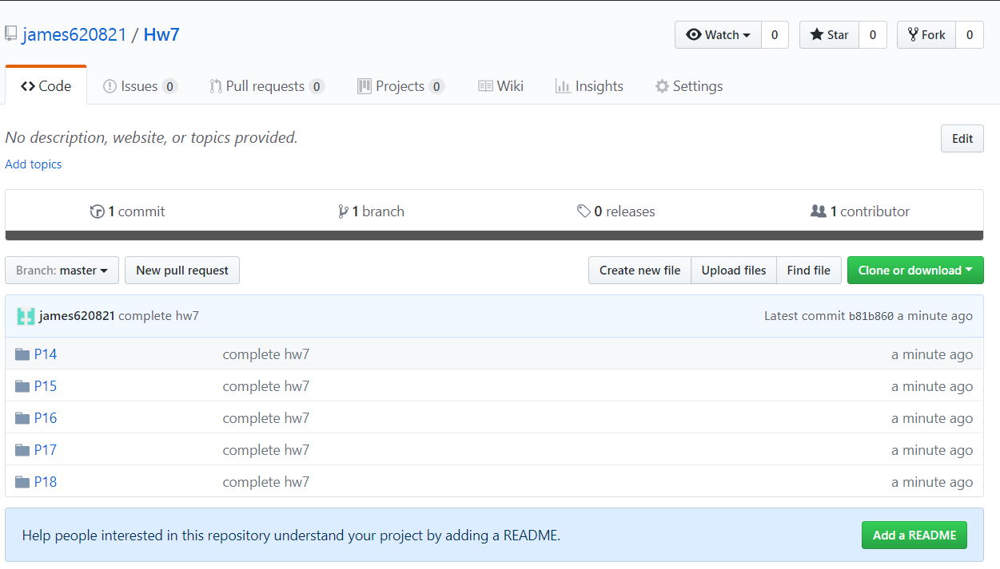 james620821 / Hw7
Watch 0 Star 0 Fork 0
Code Issues 0 Pull requests 0 Projects 0 Wiki Insights Settings
No description, website, or topics provided. Edit
Add topics
1 commit 1 branch 0 releases 1 contributor
Branch: master New pull request Create new file Upload files Find file Clone or download
james620821 complete hw7 Latest commit b81b860 a minute ago
P14 complete hw7 a minute ago
P15 complete hw7 a minute ago
P16 complete hw7 a minute ago
P17 complete hw7 a minute ago
P18 complete hw7 a minute ago
Help people interested in this repository understand your project by adding a README. Add a README